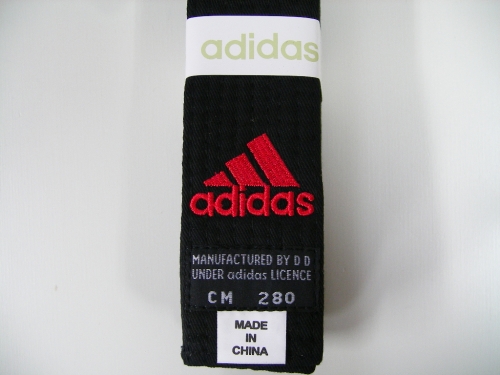 adidas
adidas
MANUFACTURED BY D D
UNDER adidas LICENCE
CM 280
MADE
IN
CHINA